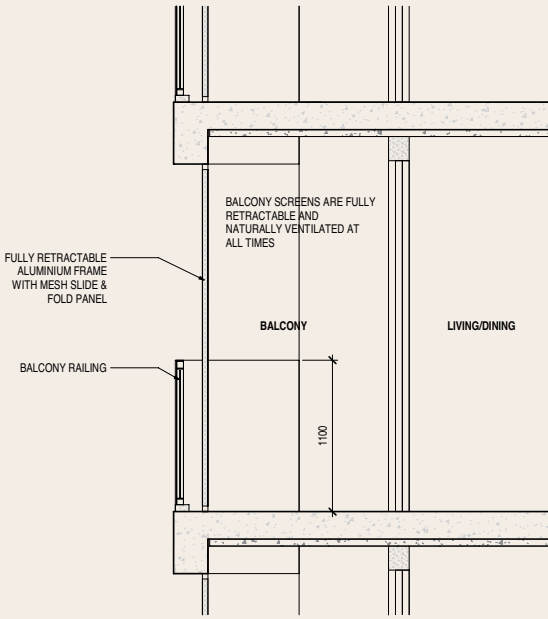 BALCONY SCREENS ARE FULLY
RETRACTABLE AND
NATURALLY VENTILATED AT
ALL TIMES
FULLY RETRACTABLE
ALUMINIUM FRAME
WITH MESH SLIDE &
FOLD PANEL
BALCONY
LIVING/DINING
BALCONY RAILING
1100